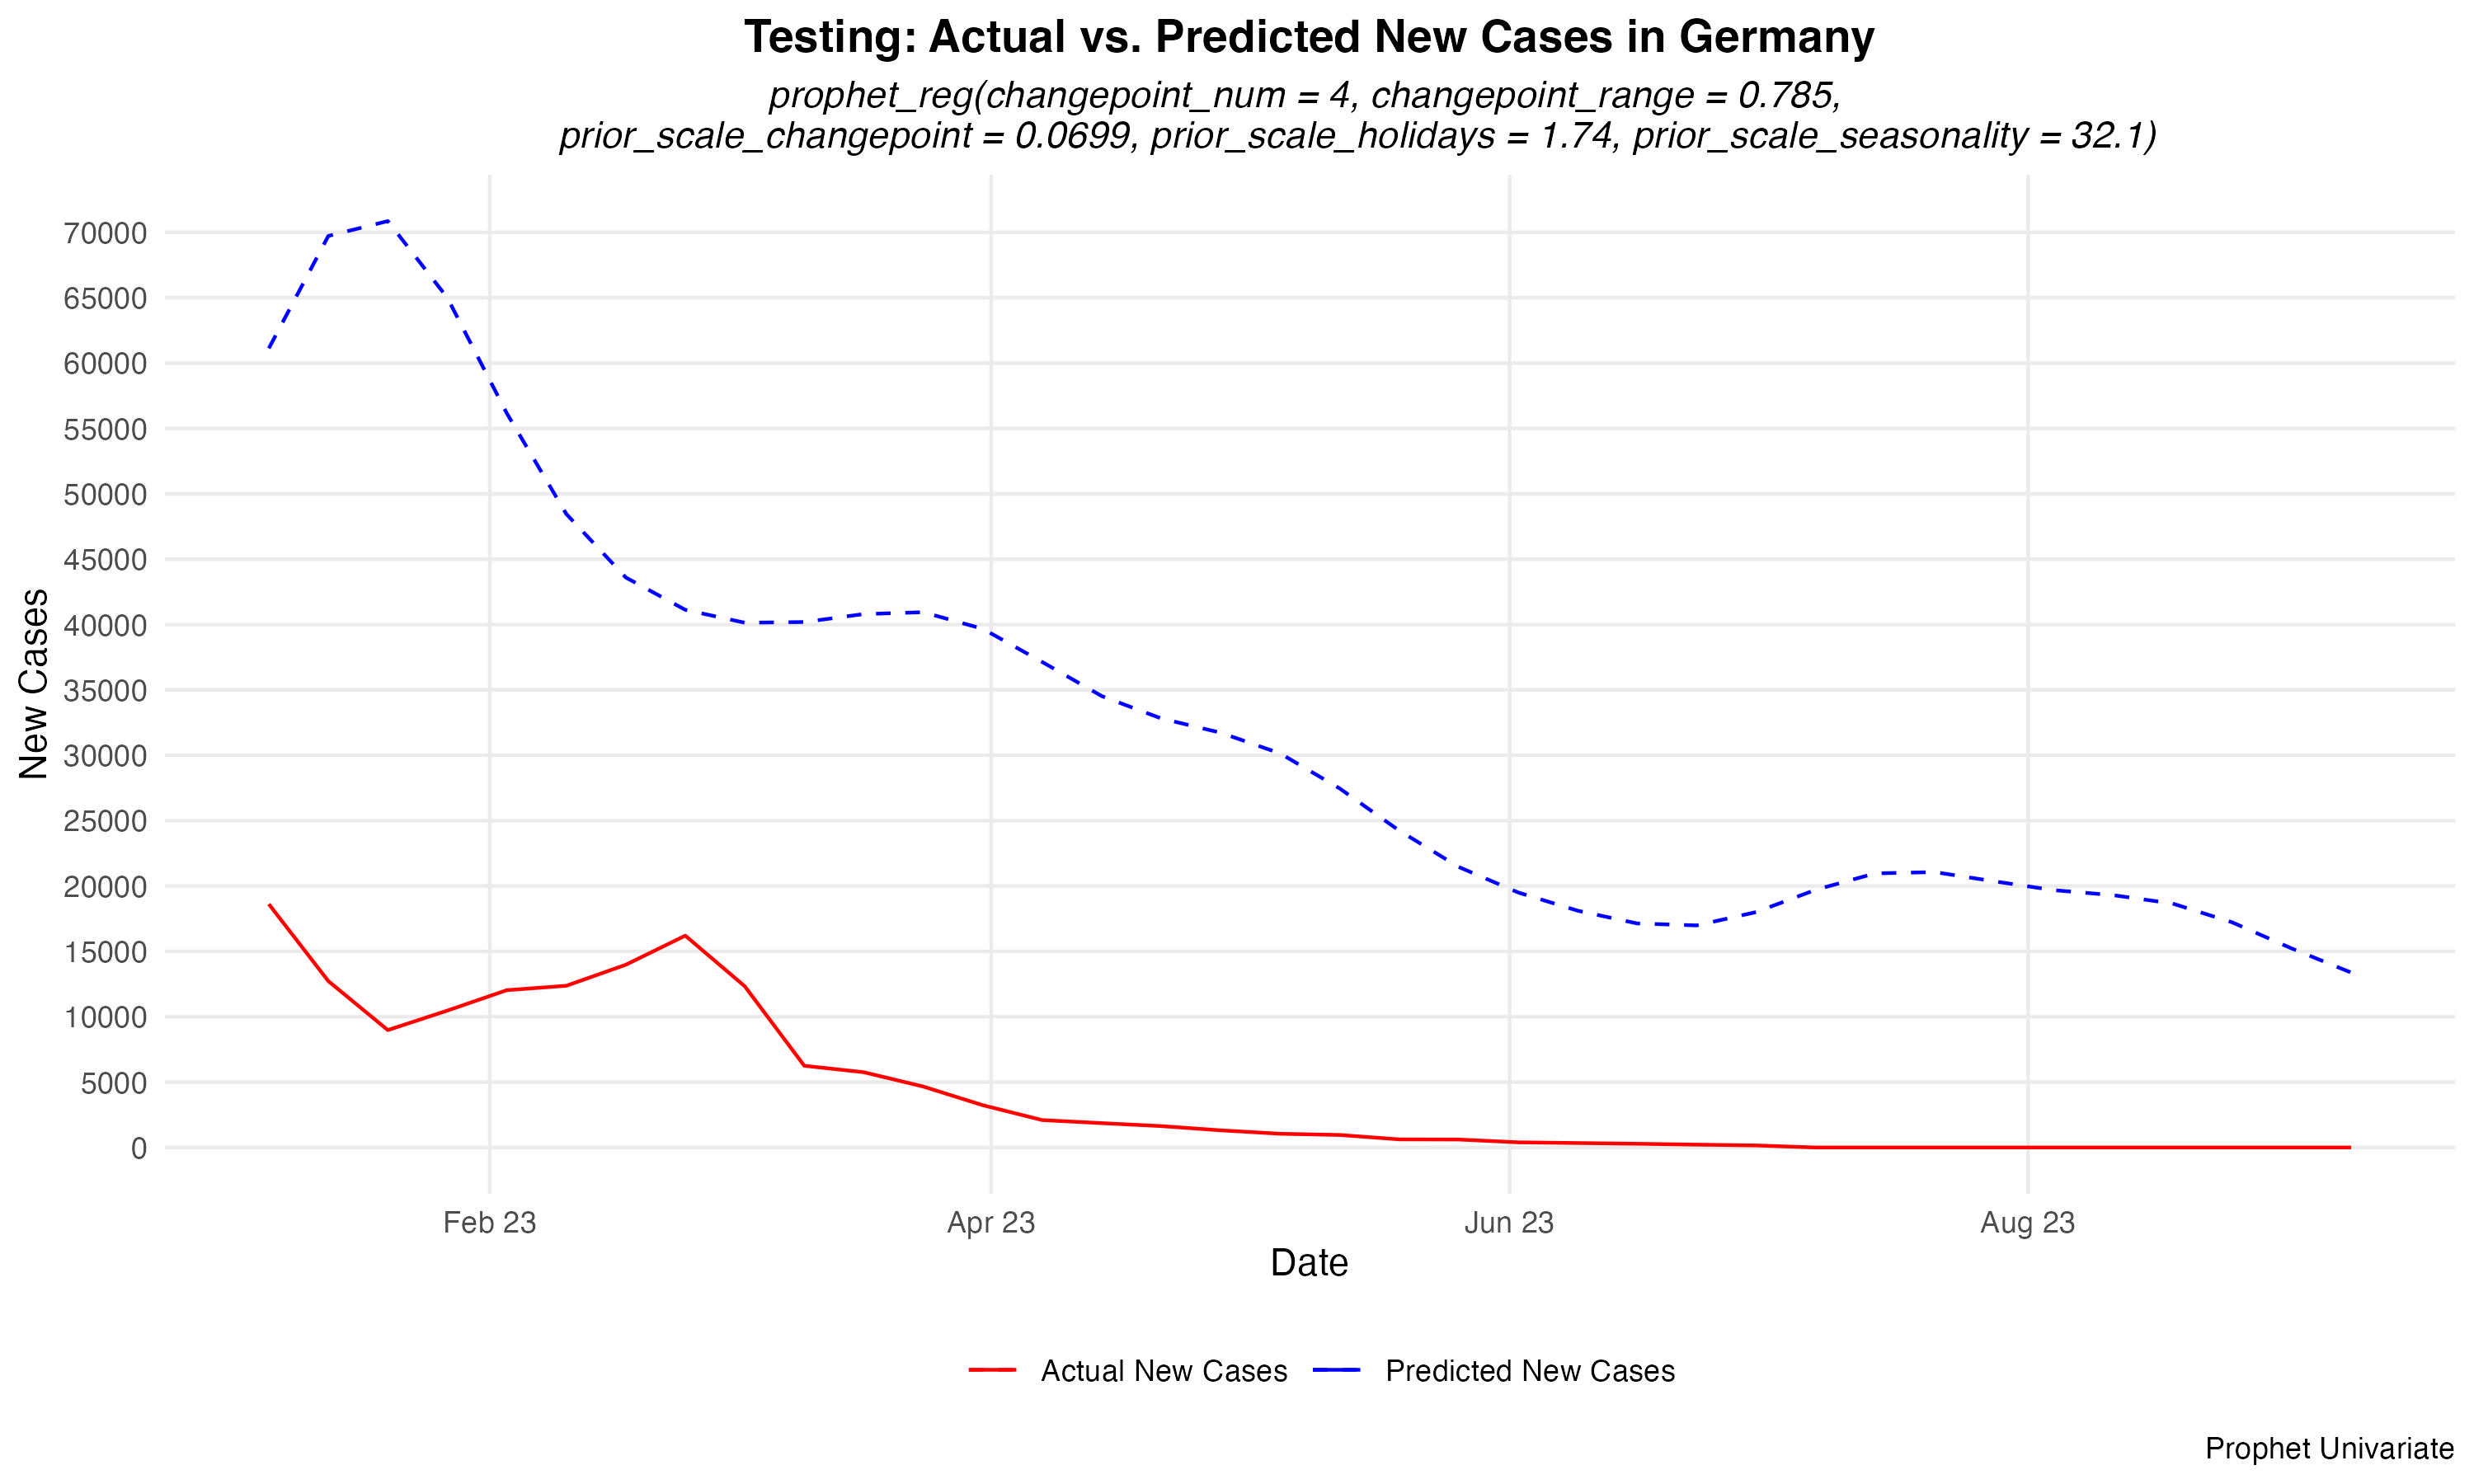 Testing: Actual vs. Predicted New Cases in Germany
prophet_reg(changepoint_num = 4, changepoint_range = 0.785,
prior_scale_changepoint = 0.0699, prior_scale_holidays = 1.74, prior_scale_seasonality = 32.1)
New Cases
70000
65000
60000
55000
50000
45000
40000
35000
30000
25000
20000
15000
10000
5000
0
Feb 23 Apr 23 Jun 23 Aug 23
Date
Actual New Cases Predicted New Cases
Prophet Univariate